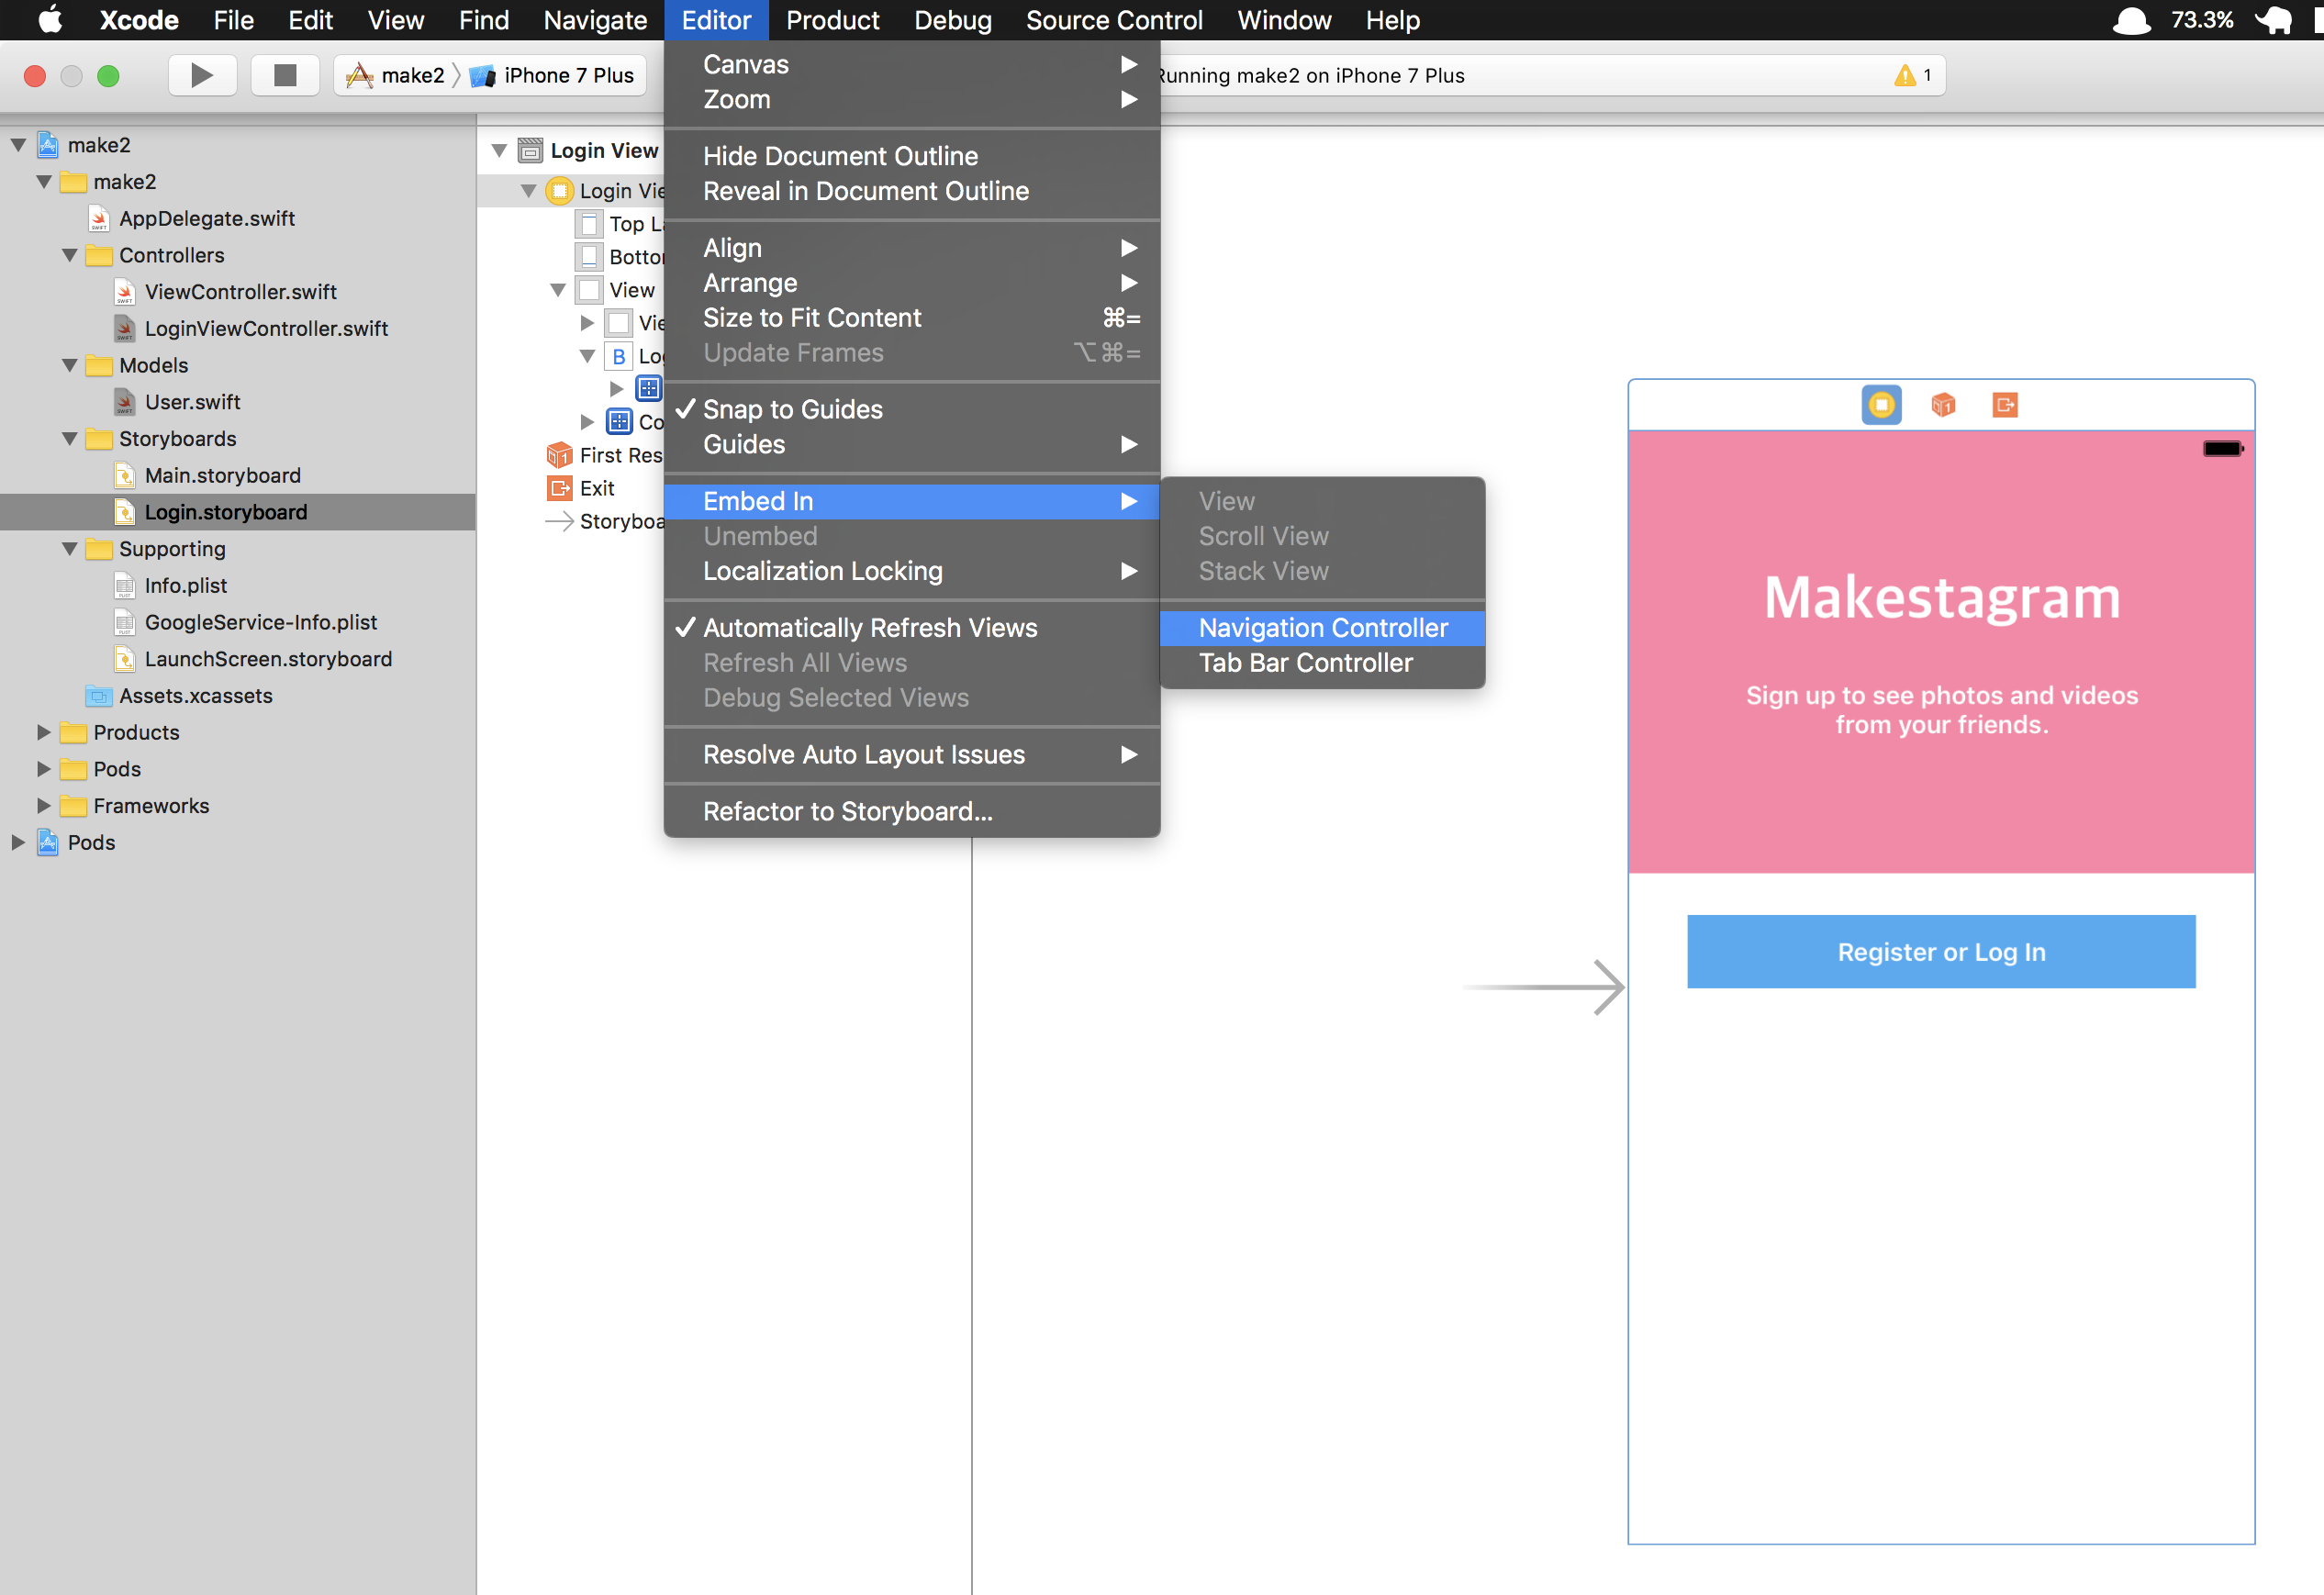 Xcode File Edit View Find Navigate Editor Product Debug Source Control Window Help 73.3%
make2 iPhone 7 Plus
Running make2 on iPhone 7 Plus 1
make2
make2
AppDelegate.swift
Controllers
ViewController.swift
LoginViewController.swift
Models
User.swift
Storyboards
Main.storyboard
Login.storyboard
Supporting
Info.plist
GoogleService-Info.plist
LaunchScreen.storyboard
Assets.xcassets
Products
Pods
Frameworks
Pods
Login View
Login Vie
Top La
Bottor
View
Vie
B Log
Co
First Res
Exit
Storyboa
Canvas
Zoom
Hide Document Outline
Reveal in Document Outline
Align
Arrange
Size to Fit Content ⌘=
Update Frames ⌥⌘=
Snap to Guides
Guides
Embed In
Unembed
Localization Locking
Automatically Refresh Views
Refresh All Views
Debug Selected Views
Resolve Auto Layout Issues
Refactor to Storyboard...
View
Scroll View
Stack View
Navigation Controller
Tab Bar Controller
Makestagram
Sign up to see photos and videos
from your friends.
Register or Log In